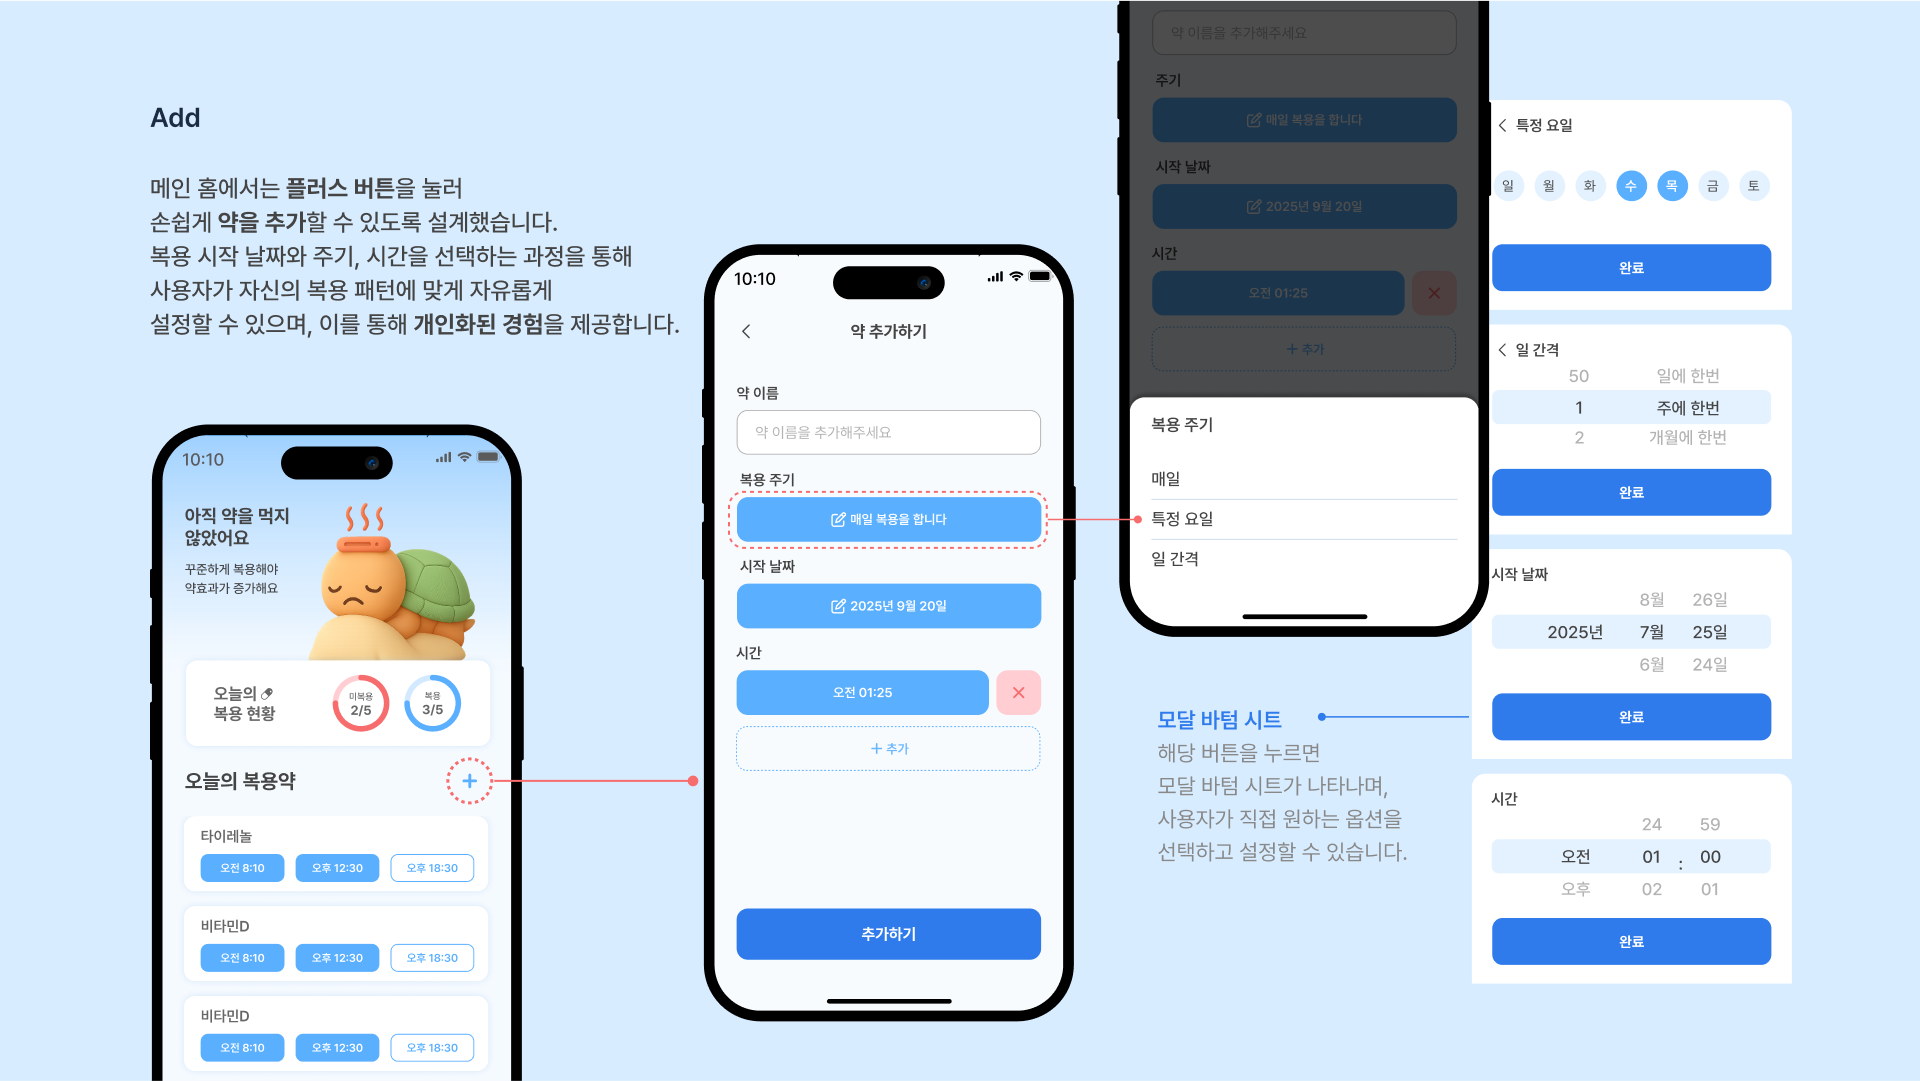 Add
메인 홈에서는 플러스 버튼을 눌러
손쉽게 약을 추가할 수 있도록 설계했습니다.
복용 시작 날짜와 주기, 시간을 선택하는 과정을 통해
사용자가 자신의 복용 패턴에 맞게 자유롭게
설정할 수 있으며, 이를 통해 개인화된 경험을 제공합니다.
10:10
아직 약을 먹지
않았어요
꾸준하게 복용해야
약효과가 증가해요
오늘의
복용 현황
미복용
2/5
복용
3/5
오늘의 복용약
+
타이레놀
오전 8:10 오후 12:30 오후 18:30
비타민D
오전 8:10 오후 12:30 오후 18:30
비타민D
오전 8:10 오후 12:30 오후 18:30
10:10
약 추가하기
약 이름
약 이름을 추가해주세요
복용 주기
매일 복용을 합니다
시작 날짜
2025년 9월 20일
시간
오전 01:25
+ 추가
추가하기
약 이름을 추가해주세요
주기
매일 복용을 합니다
시작 날짜
2025년 9월 20일
시간
오전 01:25
+ 추가
복용 주기
매일
특정 요일
일 간격
모달 바텀 시트
해당 버튼을 누르면
모달 바텀 시트가 나타나며,
사용자가 직접 원하는 옵션을
선택하고 설정할 수 있습니다.
특정 요일
일 월 화 수 목 금 토
완료
일 간격
50 일에 한번
1 주에 한번
2 개월에 한번
완료
시작 날짜
8월 26일
2025년 7월 25일
6월 24일
완료
시간
24 59
오전 01 : 00
오후 02 01
완료